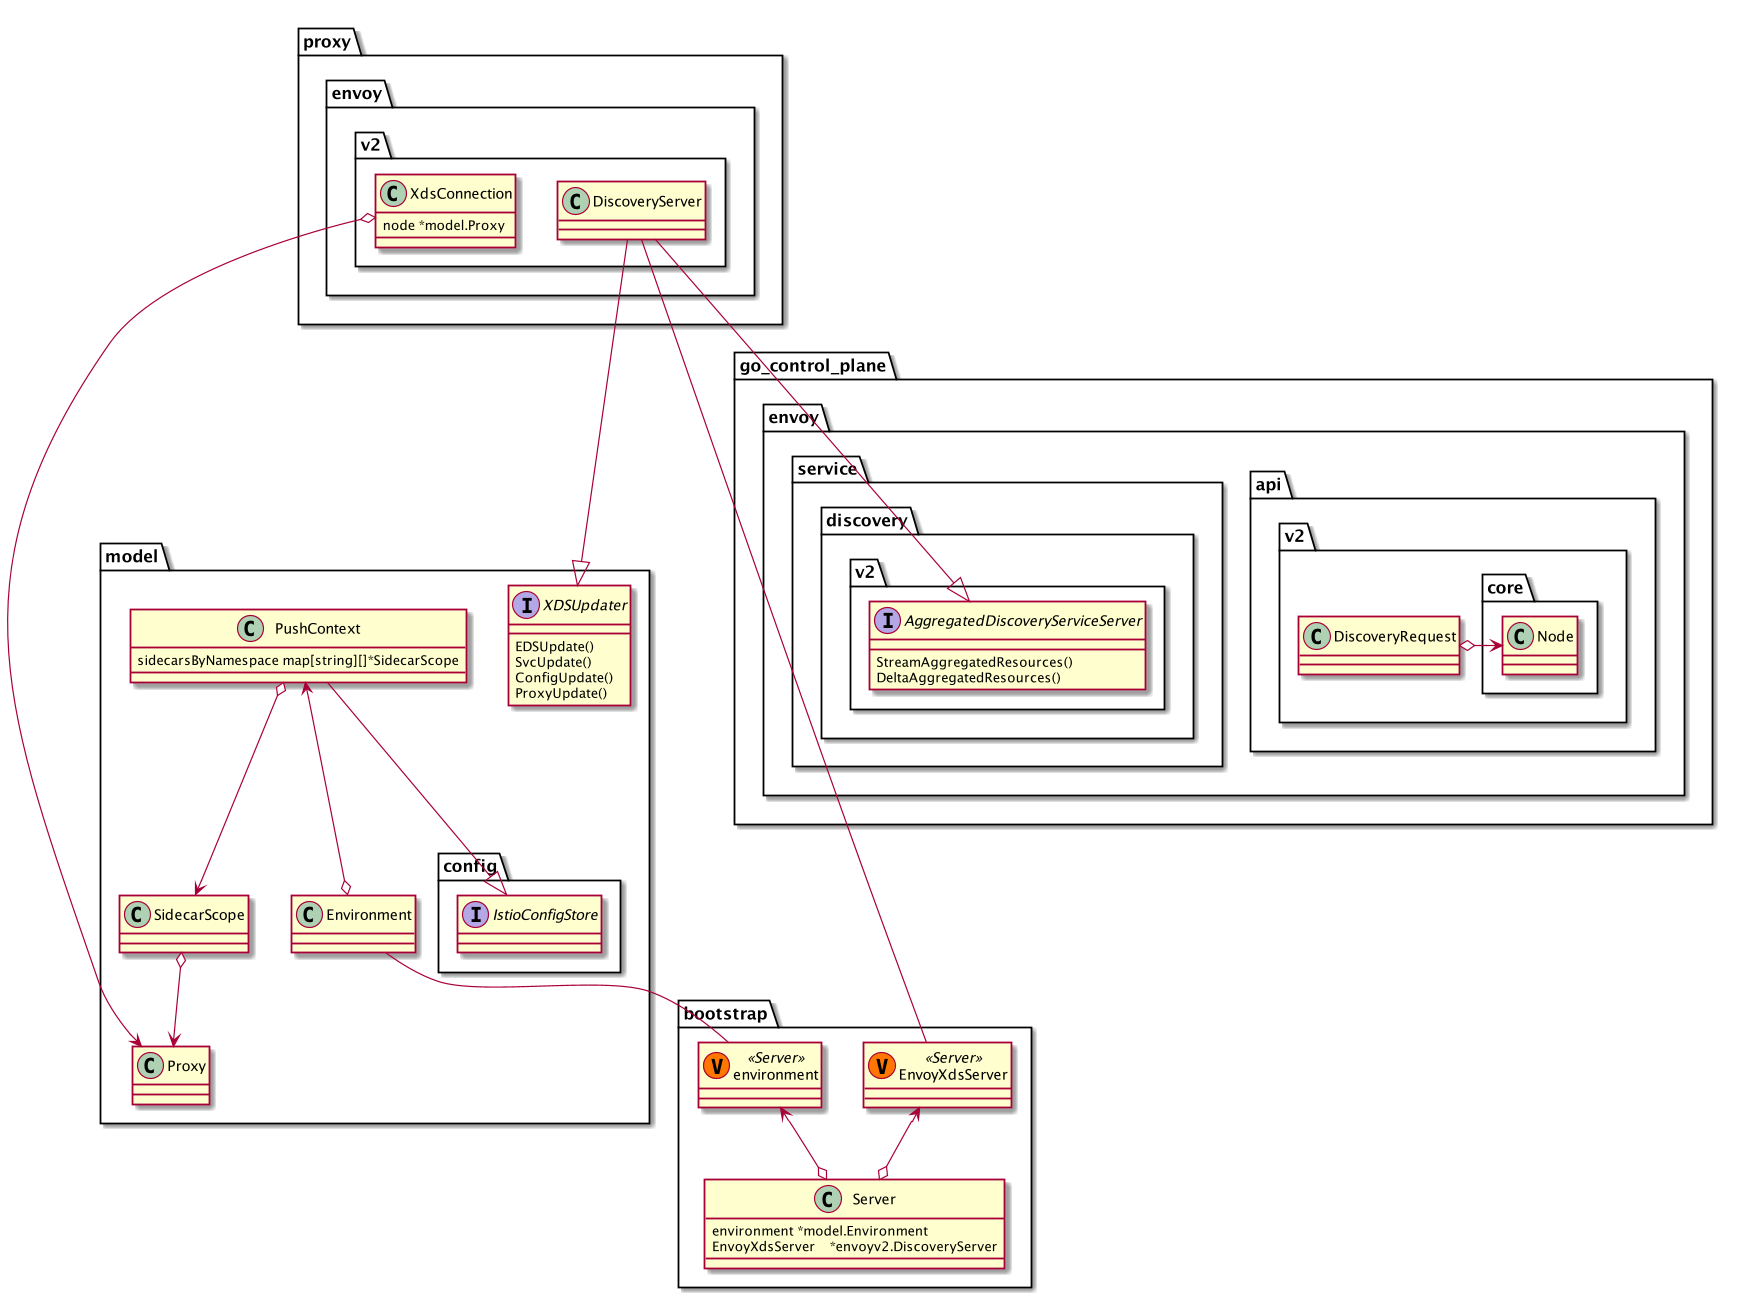 proxy
envoy
v2
C XdsConnection
node *model.Proxy
C DiscoveryServer
go_control_plane
envoy
service
discovery
v2
I AggregatedDiscoveryServiceServer
StreamAggregatedResources()
DeltaAggregatedResources()
api
v2
C DiscoveryRequest
core
C Node
model
C PushContext
sidecarsByNamespace map[string][]*SidecarScope
I XDSUpdater
EDSUpdate()
SvcUpdate()
ConfigUpdate()
ProxyUpdate()
C SidecarScope
C Environment
config
I IstioConfigStore
C Proxy
bootstrap
V «Server»
environment
V «Server»
EnvoyXdsServer
C Server
environment *model.Environment
EnvoyXdsServer *envoyv2.DiscoveryServer